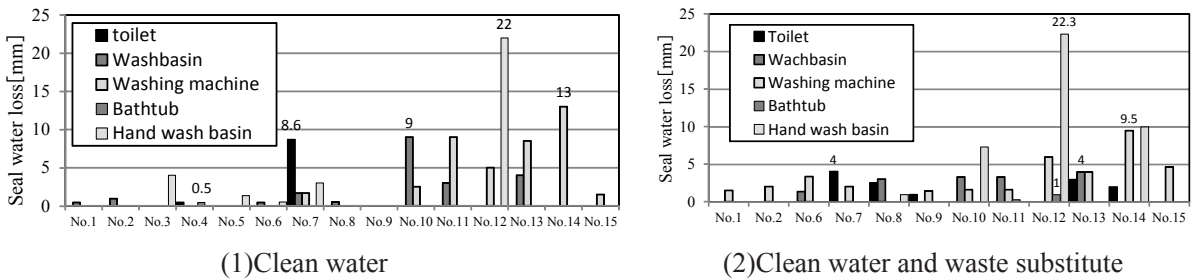 25
20
15
10
5
0
Seal water loss[mm]
toilet
Washbasin
Washing machine
Bathtub
Hand wash basin
0.5
8.6
9
22
13
No.1 No.2 No.3 No.4 No.5 No.6 No.7 No.8 No.9 No.10 No.11 No.12 No.13 No.14 No.15
(1)Clean water
25
20
15
10
5
0
Seal water loss[mm]
Toilet
Wachbasin
Washing machine
Bathtub
Hand wash basin
4
1
22.3
4
9.5
No.1 No.2 No.6 No.7 No.8 No.9 No.10 No.11 No.12 No.13 No.14 No.15
(2)Clean water and waste substitute